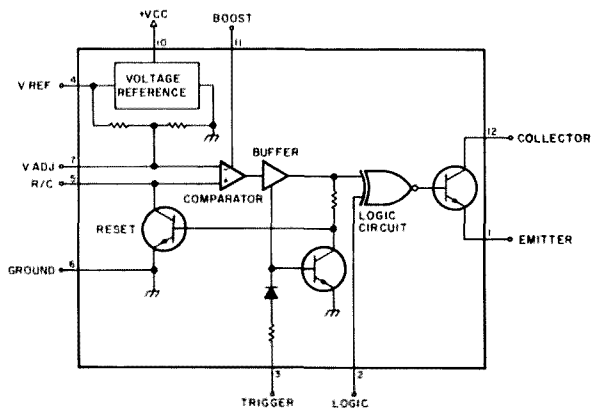 +VCC
BOOST
10
11
4
V REF
VOLTAGE
REFERENCE
12
COLLECTOR
7
V ADJ
BUFFER
R/C
5
-
+
COMPARATOR
LOGIC
CIRCUIT
RESET
1
EMITTER
6
GROUND
3
2
TRIGGER
LOGIC